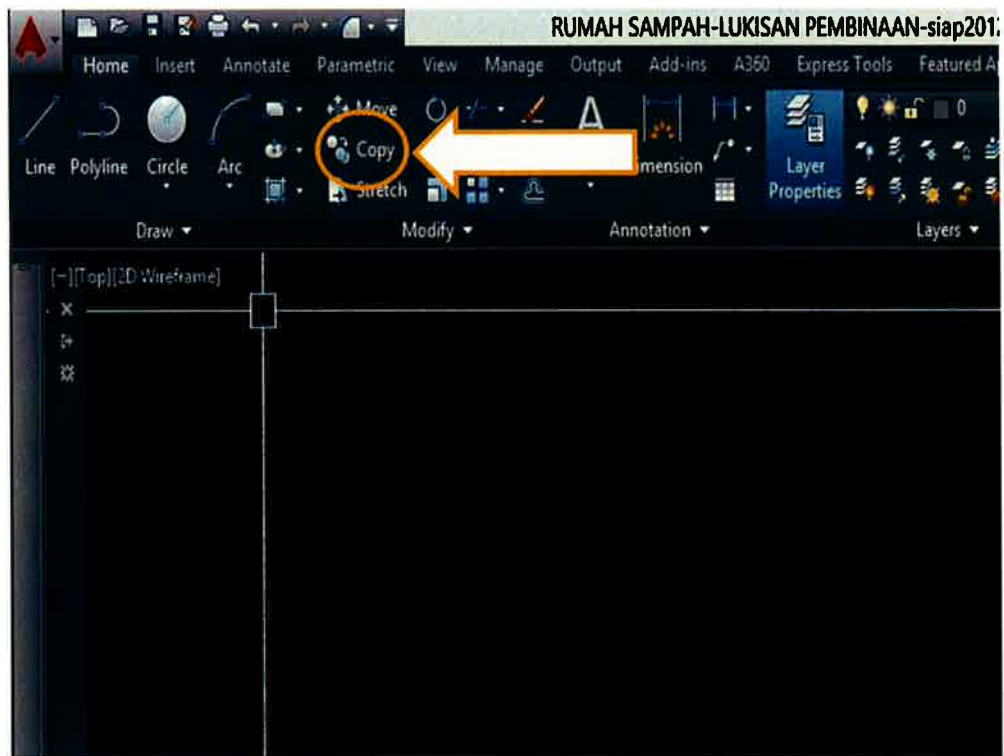 RUMAH SAMPAH-LUKISAN PEMBINAAN-siap201
Home Insert Annotate Parametric View Manage Output Add-ins A360 Express Tools Featured
Move
0
Copy
Line Polyline Circle Arc
Layer
Properties
Stretch
Draw Modify Annotation Layers
[−][Top][2D Wireframe]